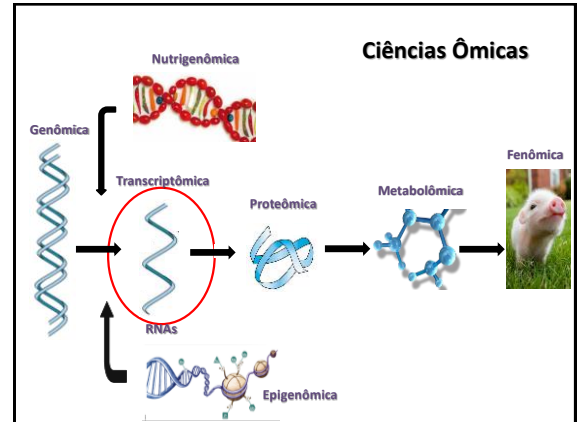 Ciências Ômicas
Nutrigenômica
Genômica
Transcriptômica
Proteômica
Metabolômica
Fenômica
RNAs
Epigenômica